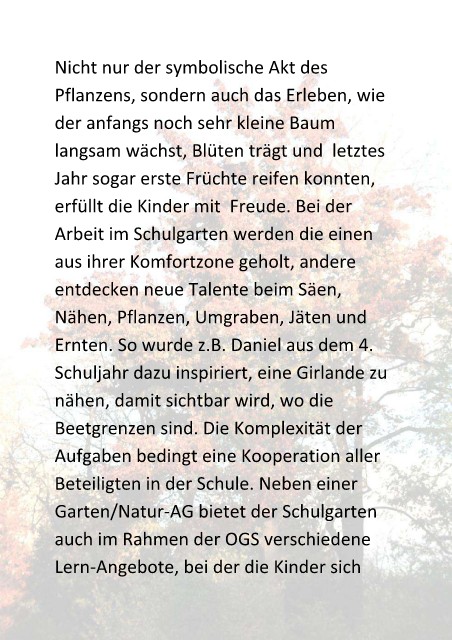 Nicht nur der symbolische Akt des
Pflanzens, sondern auch das Erleben, wie
der anfangs noch sehr kleine Baum
langsam wächst, Blüten trägt und  letztes
Jahr sogar erste Früchte reifen konnten,
erfüllt die Kinder mit  Freude. Bei der
Arbeit im Schulgarten werden die einen
aus ihrer Komfortzone geholt, andere
entdecken neue Talente beim Säen,
Nähen, Pflanzen, Umgraben, Jäten und
Ernten. So wurde z.B. Daniel aus dem 4.
Schuljahr dazu inspiriert, eine Girlande zu
nähen, damit sichtbar wird, wo die
Beetgrenzen sind. Die Komplexität der
Aufgaben bedingt eine Kooperation aller
Beteiligten in der Schule. Neben einer
Garten/Natur-AG bietet der Schulgarten
auch im Rahmen der OGS verschiedene
Lern-Angebote, bei der die Kinder sich